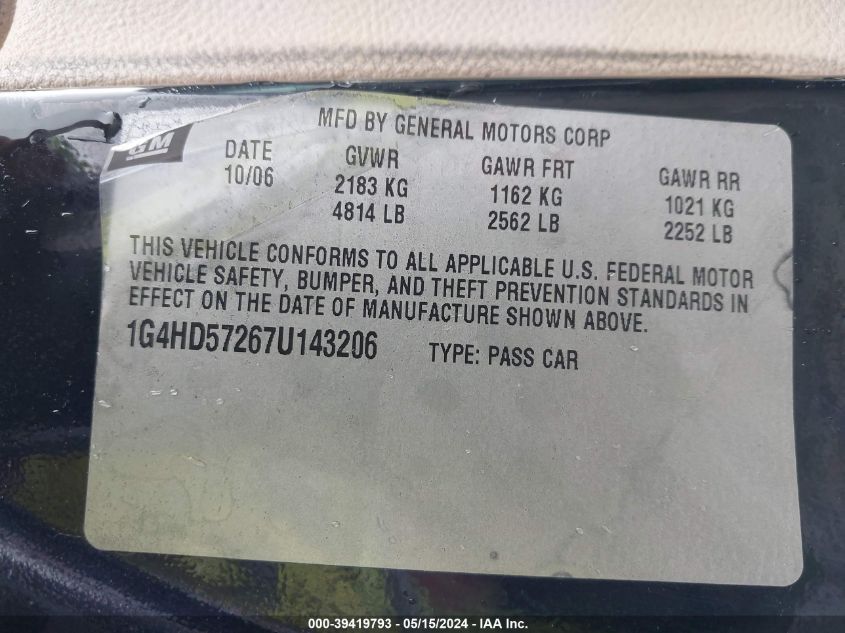 MFD BY GENERAL MOTORS CORP
GM
DATE GVWR GAWR FRT GAWR RR
10/06 2183 KG 1162 KG 1021 KG
4814 LB 2562 LB 2252 LB
THIS VEHICLE CONFORMS TO ALL APPLICABLE U.S. FEDERAL MOTOR
VEHICLE SAFETY, BUMPER, AND THEFT PREVENTION STANDARDS IN
EFFECT ON THE DATE OF MANUFACTURE SHOWN ABOVE.
1G4HD57267U143206 TYPE: PASS CAR
000-39419793 - 05/15/2024 - IAA Inc.